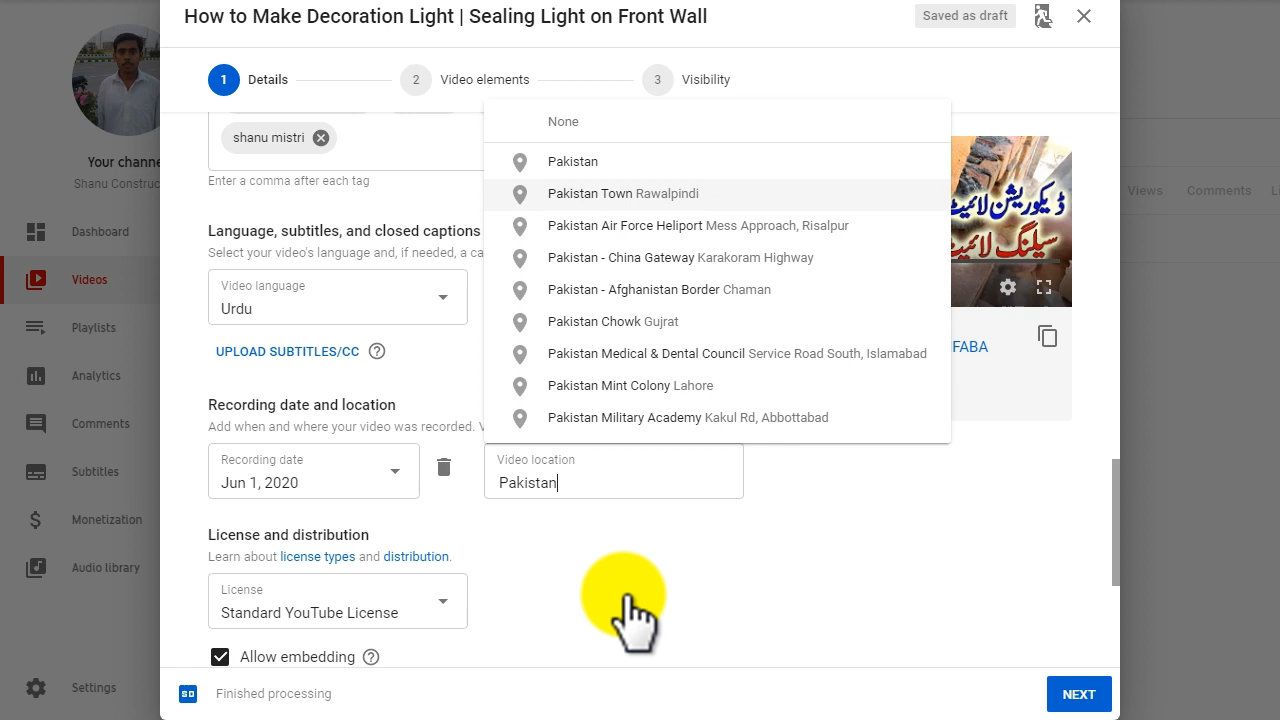 How to Make Decoration Light | Sealing Light on Front Wall
Saved as draft
1 Details
2 Video elements
3 Visibility
shanu mistri
Enter a comma after each tag
None
Pakistan
Pakistan Town Rawalpindi
Pakistan Air Force Heliport Mess Approach, Risalpur
Pakistan - China Gateway Karakoram Highway
Pakistan - Afghanistan Border Chaman
Pakistan Chowk Gujrat
Pakistan Medical & Dental Council Service Road South, Islamabad
Pakistan Mint Colony Lahore
Pakistan Military Academy Kakul Rd, Abbottabad
Language, subtitles, and closed captions
Select your video's language and, if needed, a ca
Video language
Urdu
UPLOAD SUBTITLES/CC ?
Recording date and location
Add when and where your video was recorded. V
Recording date
Jun 1, 2020
Video location
Pakistan
License and distribution
Learn about license types and distribution.
License
Standard YouTube License
Allow embedding ?
SD Finished processing
NEXT
ڈیکوریشن لائیٹ
سیلنگ لائیٹ
FABA
Your channe
Shanu Construc
Dashboard
Videos
Playlists
Analytics
Comments
Subtitles
$ Monetization
Audio library
Settings
Views
Comments
Li